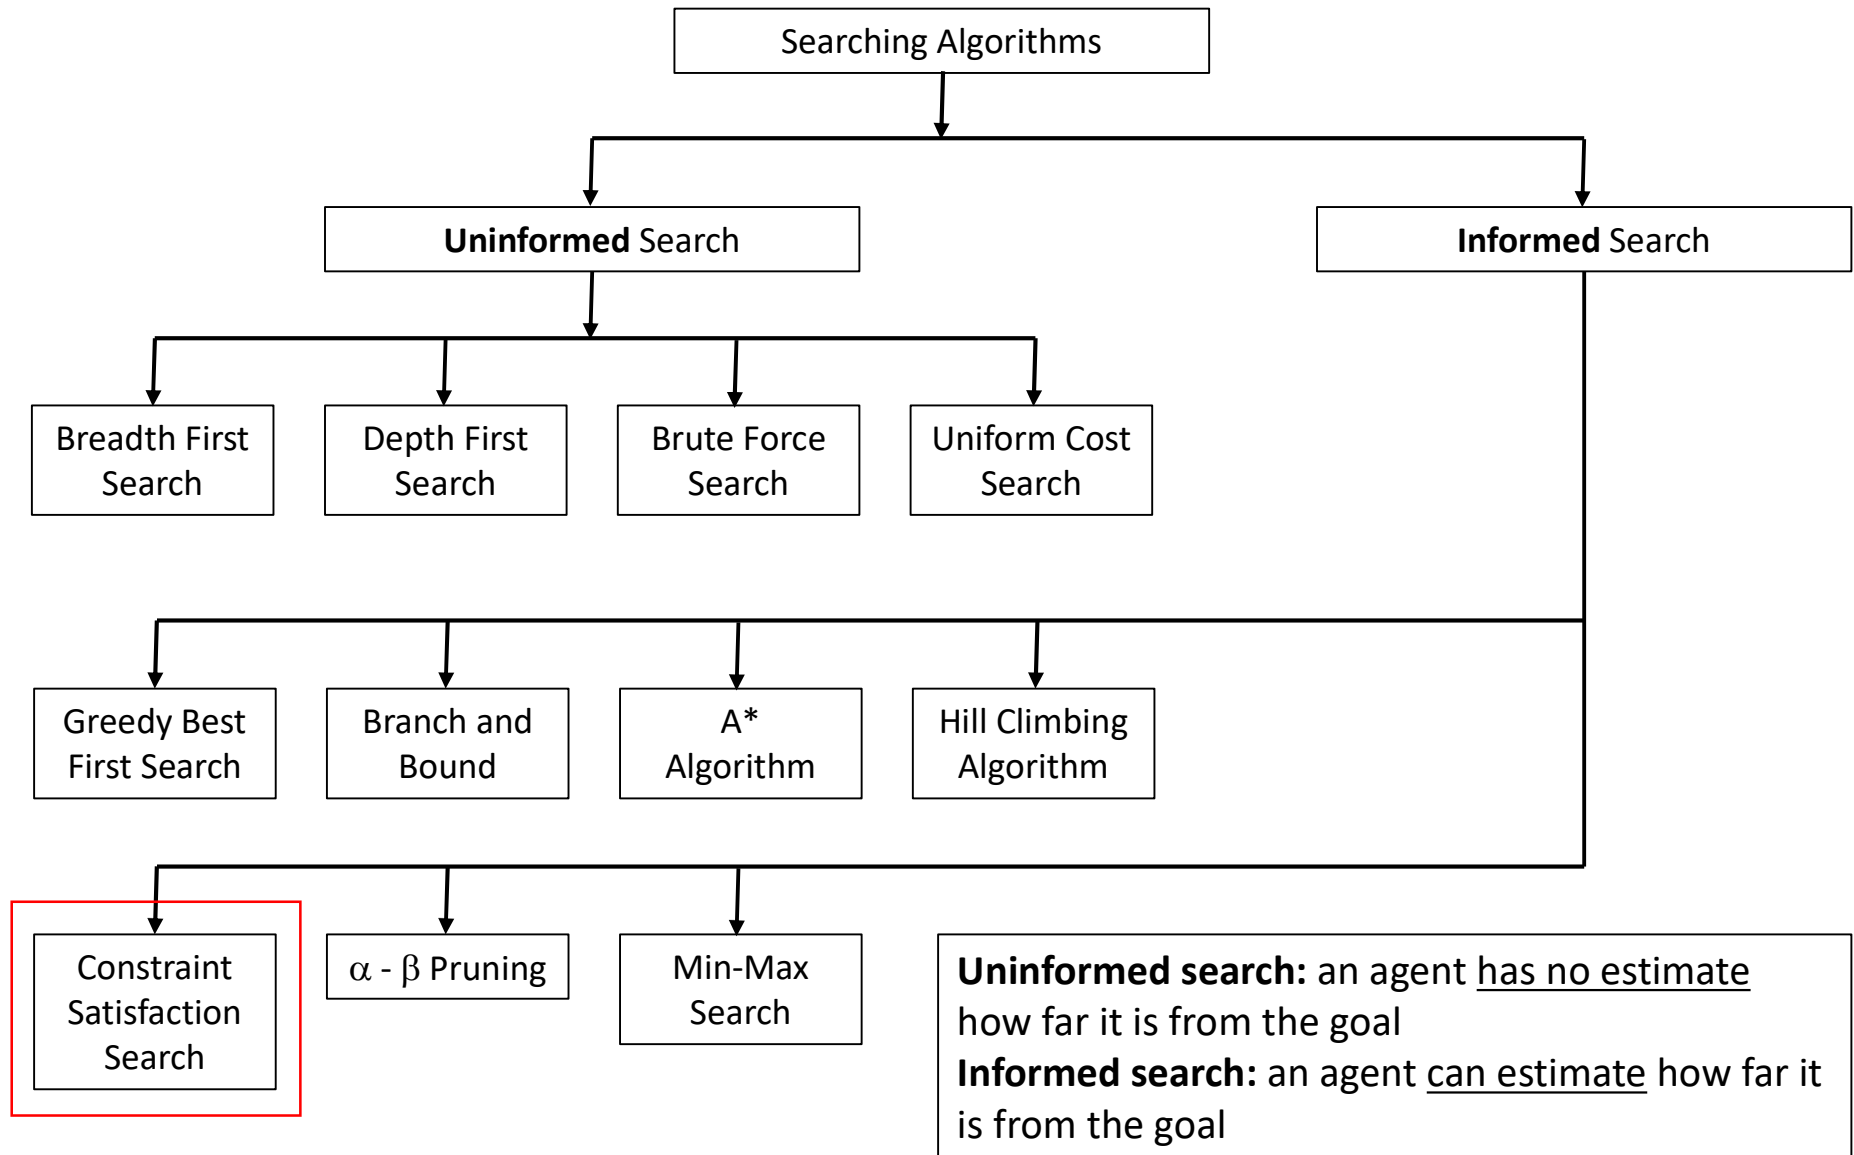 Searching Algorithms
Uninformed Search
Informed Search
Breadth First
Search
Depth First
Search
Brute Force
Search
Uniform Cost
Search
Greedy Best
First Search
Branch and
Bound
A*
Algorithm
Hill Climbing
Algorithm
Constraint
Satisfaction
Search
α - β Pruning
Min-Max
Search
Uninformed search: an agent has no estimate
how far it is from the goal
Informed search: an agent can estimate how far it
is from the goal